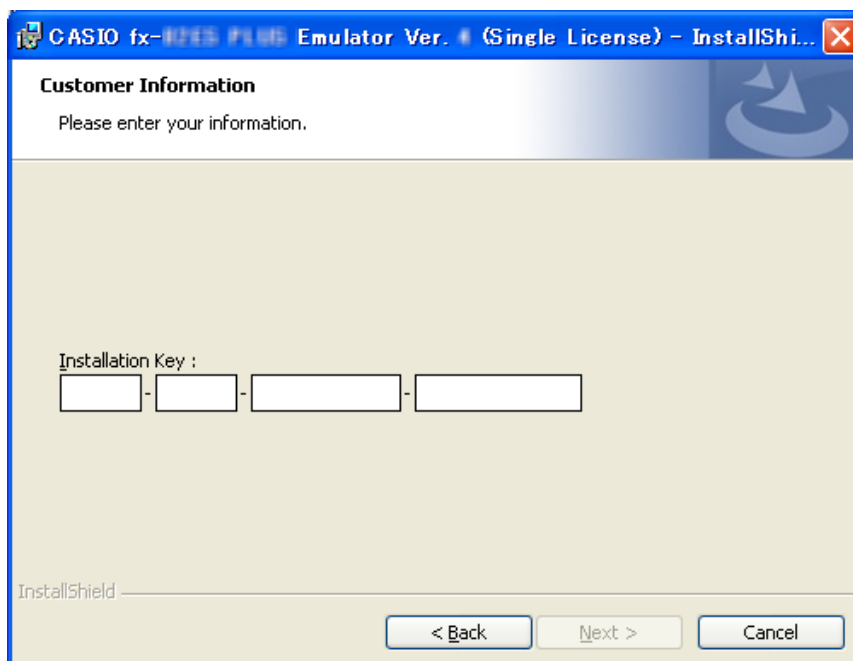 CASIO fx- Emulator Ver. (Single License) - InstallShi...
Customer Information
Please enter your information.
Installation Key :
- - -
InstallShield
< Back Next > Cancel